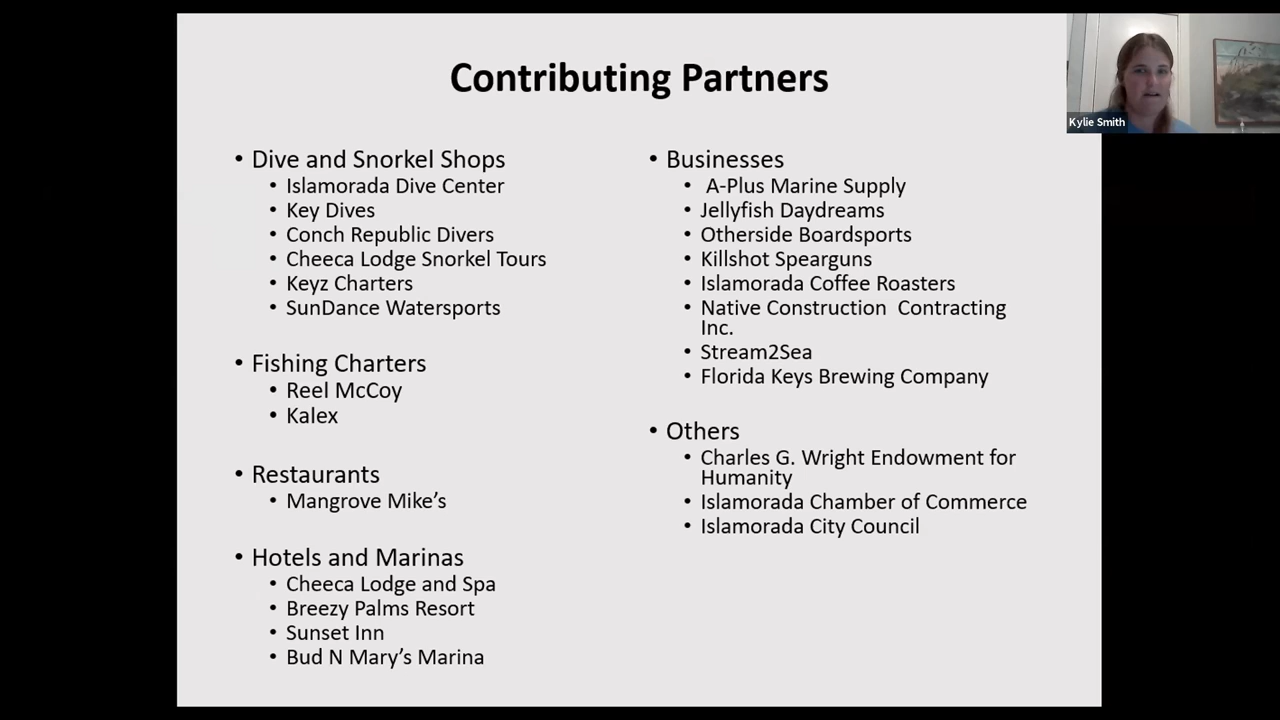 Contributing Partners
• Dive and Snorkel Shops
• Islamorada Dive Center
• Key Dives
• Conch Republic Divers
• Cheeca Lodge Snorkel Tours
• Keyz Charters
• SunDance Watersports
• Fishing Charters
• Reel McCoy
• Kalex
• Restaurants
• Mangrove Mike’s
• Hotels and Marinas
• Cheeca Lodge and Spa
• Breezy Palms Resort
• Sunset Inn
• Bud N Mary’s Marina
• Businesses
• A-Plus Marine Supply
• Jellyfish Daydreams
• Otherside Boardsports
• Killshot Spearguns
• Islamorada Coffee Roasters
• Native Construction  Contracting
Inc.
• Stream2Sea
• Florida Keys Brewing Company
• Others
• Charles G. Wright Endowment for
Humanity
• Islamorada Chamber of Commerce
• Islamorada City Council
Kylie Smith